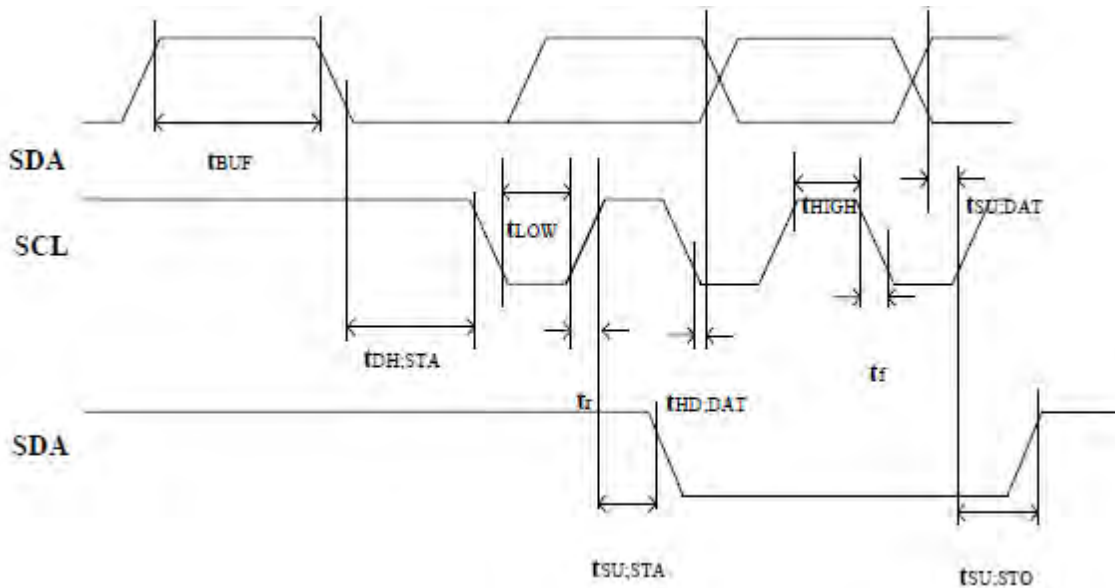 SDA
tBUF
SCL
tLOW
tHIGH
tSU;DAT
tDH;STA
tr
tHD;DAT
tf
SDA
tSU;STA
tSU;STO